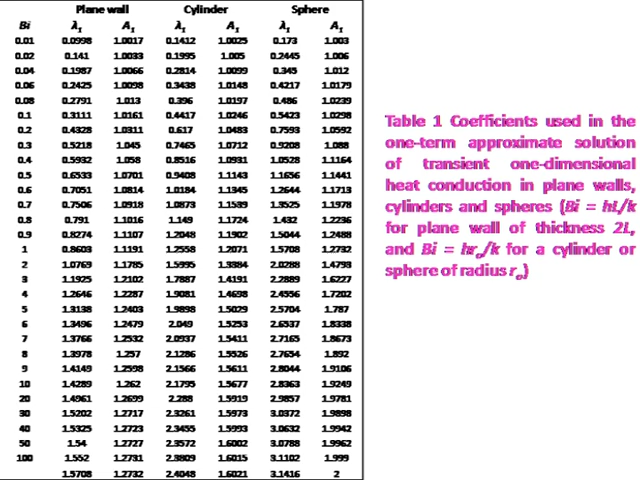 Plane wall Cylinder Sphere
Bi λ1 A1 λ1 A1 λ1 A1
0.01 0.0998 1.0017 0.1412 1.0025 0.173 1.003
0.02 0.141 1.0033 0.1995 1.005 0.2445 1.006
0.04 0.1987 1.0066 0.2814 1.0099 0.345 1.012
0.06 0.2425 1.0098 0.3438 1.0148 0.4217 1.0179
0.08 0.2791 1.013 0.396 1.0197 0.486 1.0239
0.1 0.3111 1.0161 0.4417 1.0246 0.5423 1.0298
0.2 0.4328 1.0311 0.617 1.0483 0.7593 1.0592
0.3 0.5218 1.045 0.7465 1.0712 0.9208 1.088
0.4 0.5932 1.058 0.8516 1.0931 1.0528 1.1164
0.5 0.6533 1.0701 0.9408 1.1143 1.1656 1.1441
0.6 0.7051 1.0814 1.0184 1.1345 1.2644 1.1713
0.7 0.7506 1.0918 1.0873 1.1539 1.3525 1.1978
0.8 0.791 1.1016 1.149 1.1724 1.432 1.2236
0.9 0.8274 1.1107 1.2048 1.1902 1.5044 1.2488
1 0.8603 1.1191 1.2558 1.2071 1.5708 1.2732
2 1.0769 1.1785 1.5995 1.3384 2.0288 1.4793
3 1.1925 1.2102 1.7887 1.4191 2.2889 1.6227
4 1.2646 1.2287 1.9081 1.4698 2.4556 1.7202
5 1.3138 1.2403 1.9898 1.5029 2.5704 1.787
6 1.3496 1.2479 2.049 1.5253 2.6537 1.8338
7 1.3766 1.2532 2.0937 1.5411 2.7165 1.8673
8 1.3978 1.257 2.1286 1.5526 2.7654 1.892
9 1.4149 1.2598 2.1566 1.5611 2.8044 1.9106
10 1.4289 1.262 2.1795 1.5677 2.8363 1.9249
20 1.4961 1.2699 2.288 1.5919 2.9857 1.9781
30 1.5202 1.2717 2.3261 1.5973 3.0372 1.9898
40 1.5325 1.2723 2.3455 1.5993 3.0632 1.9942
50 1.54 1.2727 2.3572 1.6002 3.0788 1.9962
100 1.552 1.2731 2.3809 1.6015 3.1102 1.999
1.5708 1.2732 2.4048 1.6021 3.1416 2
Table 1 Coefficients used in the
one-term approximate solution
of transient one-dimensional
heat conduction in plane walls,
cylinders and spheres (Bi = hL/k
for plane wall of thickness 2L,
and Bi = hro/k for a cylinder or
sphere of radius ro)